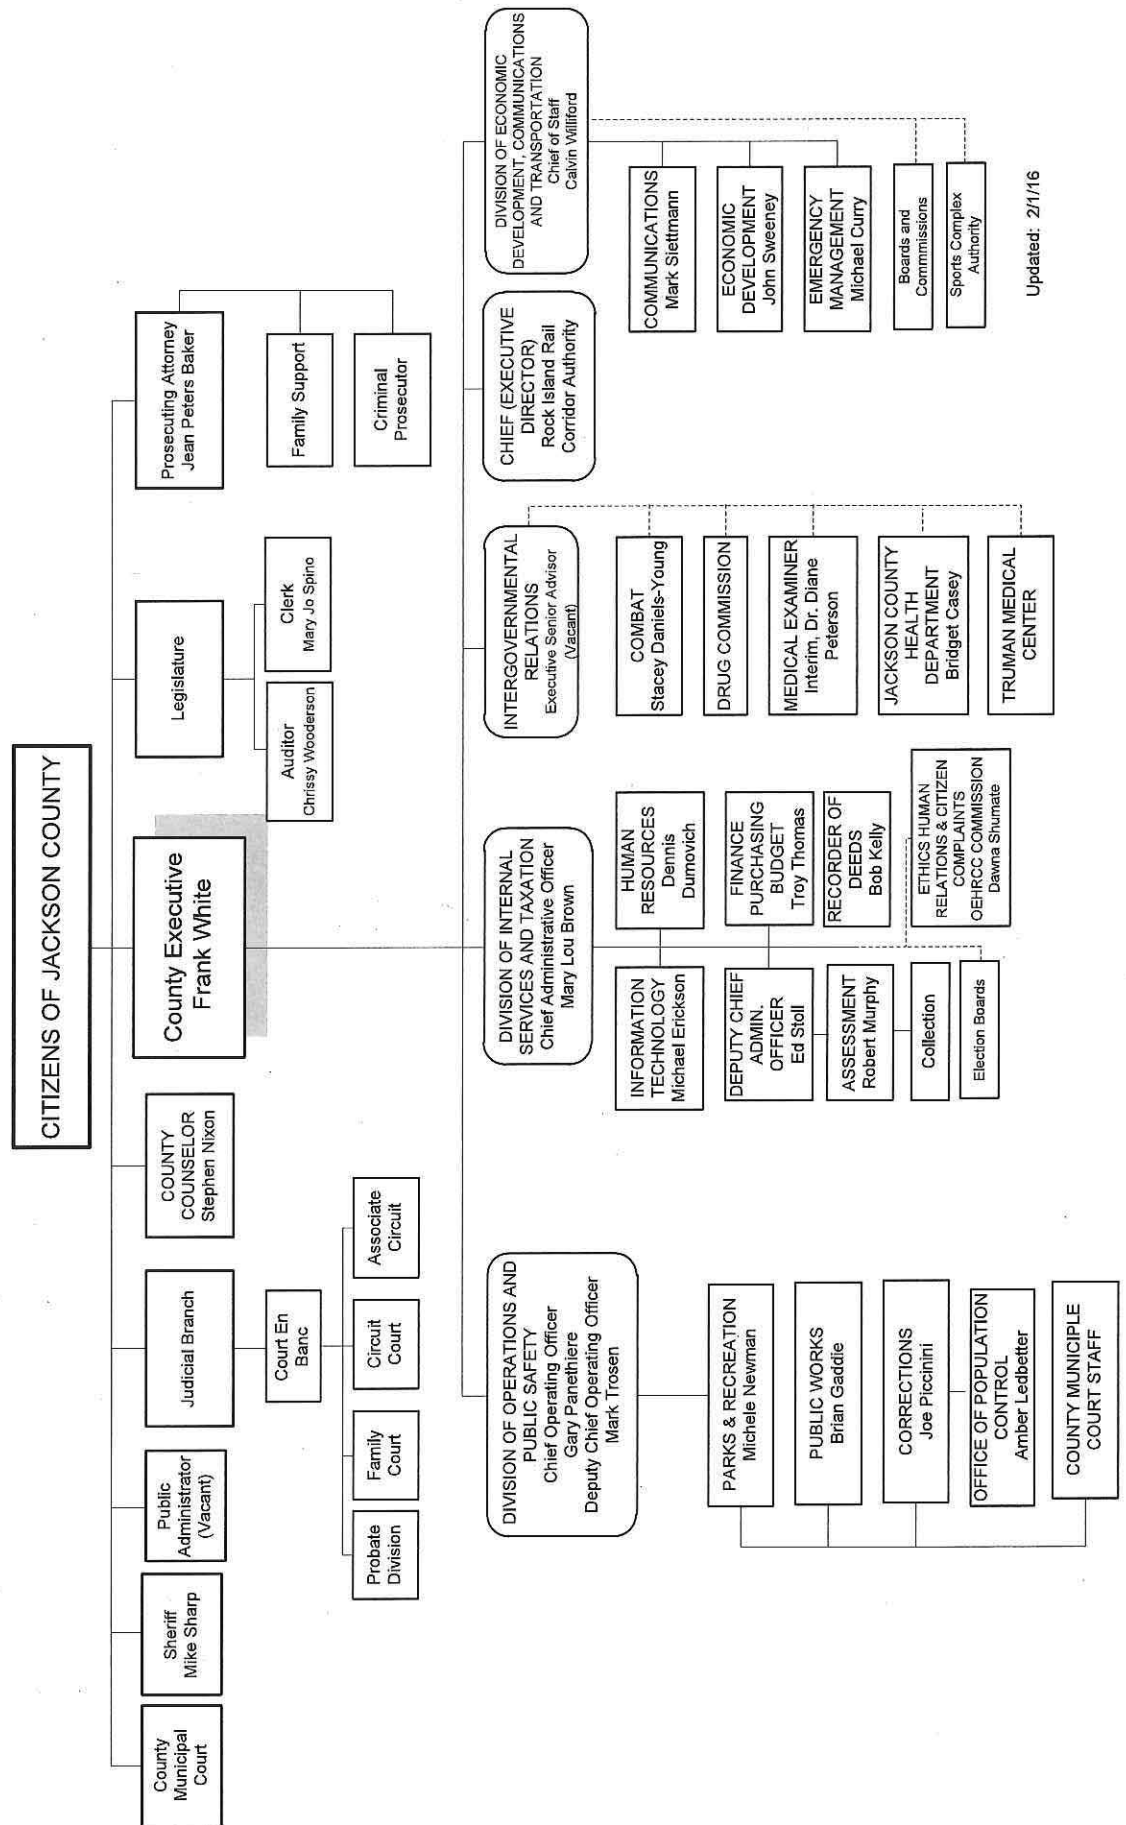 CITIZENS OF JACKSON COUNTY
County
Municipal
Court
Sheriff
Mike Sharp
Public
Administrator
(Vacant)
Judicial Branch
COUNTY
COUNSELOR
Stephen Nixon
County Executive
Frank White
Legislature
Prosecuting Attorney
Jean Peters Baker
Court En
Banc
Probate
Division
Family
Court
Circuit
Court
Associate
Circuit
Auditor
Chrissy Wooderson
Clerk
Mary Jo Spino
Family Support
Criminal
Prosecutor
DIVISION OF OPERATIONS AND
PUBLIC SAFETY
Chief Operating Officer
Gary Panethiere
Deputy Chief Operating Officer
Mark Trosen
PARKS & RECREATION
Michele Newman
PUBLIC WORKS
Brian Gaddie
CORRECTIONS
Joe Piccinini
OFFICE OF POPULATION
CONTROL
Amber Ledbetter
COUNTY MUNICIPLE
COURT STAFF
DIVISION OF INTERNAL
SERVICES AND TAXATION
Chief Administrative Officer
Mary Lou Brown
INFORMATION
TECHNOLOGY
Michael Erickson
HUMAN
RESOURCES
Dennis
Dumovich
DEPUTY CHIEF
ADMIN.
OFFICER
Ed Stoll
FINANCE
PURCHASING
BUDGET
Troy Thomas
ASSESSMENT
Robert Murphy
RECORDER OF
DEEDS
Bob Kelly
Collection
Election Boards
ETHICS HUMAN
RELATIONS & CITIZEN
COMPLAINTS
OEHRCC COMMISSION
Dawna Shumate
INTERGOVERNMENTAL
RELATIONS
Executive Senior Advisor
(Vacant)
COMBAT
Stacey Daniels-Young
DRUG COMMISSION
MEDICAL EXAMINER
Interim, Dr. Diane
Peterson
JACKSON COUNTY
HEALTH
DEPARTMENT
Bridget Casey
TRUMAN MEDICAL
CENTER
CHIEF (EXECUTIVE
DIRECTOR)
Rock Island Rail
Corridor Authority
DIVISION OF ECONOMIC
DEVELOPMENT, COMMUNICATIONS
AND TRANSPORTATION
Chief of Staff
Calvin Williford
COMMUNICATIONS
Mark Siettmann
ECONOMIC
DEVELOPMENT
John Sweeney
EMERGENCY
MANAGEMENT
Michael Curry
Boards and
Commmissions
Sports Complex
Authority
Updated: 2/1/16